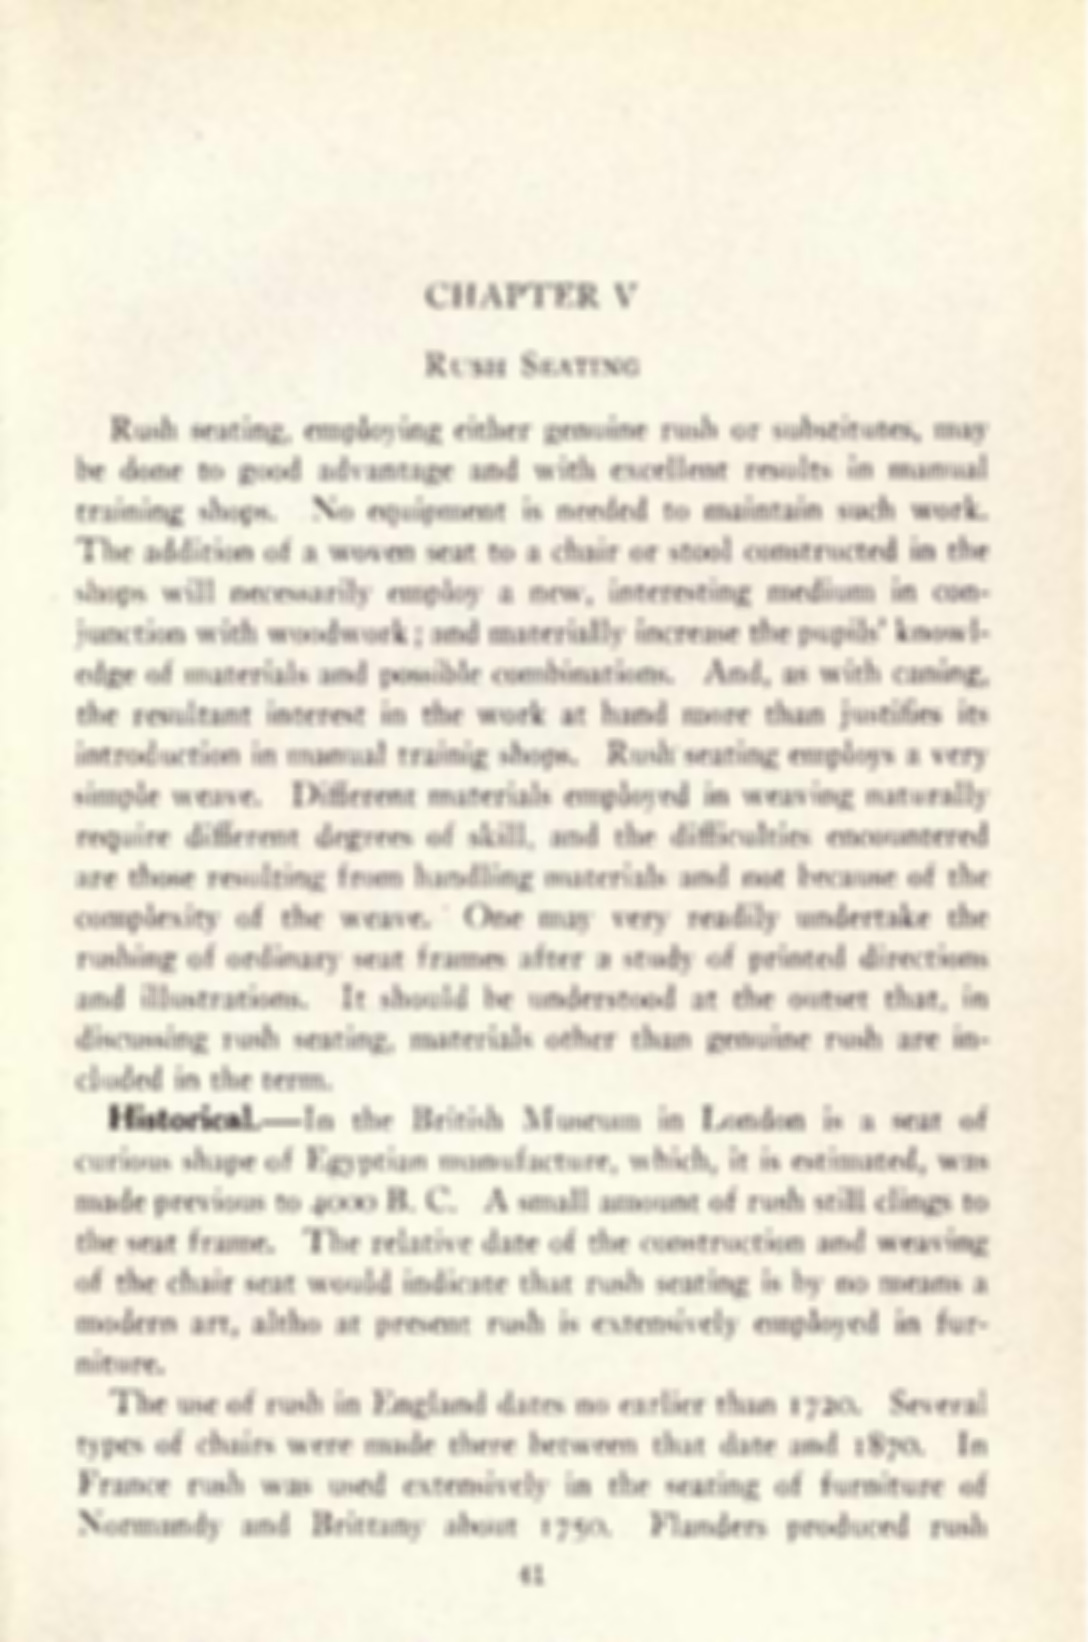 CHAPTER V
Rush Seating
Rush seating, employing either genuine rush or substitutes, may
be done to good advantage and with excellent results in manual
training shops. No equipment is needed to maintain such work.
The addition of a woven seat to a chair or stool constructed in the
shops will necessarily employ a new, interesting medium in con-
junction with woodwork; and materially increase the pupils' knowl-
edge of materials and possible combinations. And, as with caning,
the resultant interest in the work at hand more than justifies its
introduction in manual trainig shops. Rush seating employs a very
simple weave. Different materials employed in weaving naturally
require different degrees of skill, and the difficulties encountered
are those resulting from handling materials and not because of the
complexity of the weave. One may very readily undertake the
rushing of ordinary seat frames after a study of printed directions
and illustrations. It should be understood at the outset that, in
discussing rush seating, materials other than genuine rush are in-
cluded in the term.
Historical.—In the British Museum in London is a seat of
curious shape of Egyptian manufacture, which, it is estimated, was
made previous to 4000 B. C. A small amount of rush still clings to
the seat frame. The relative date of the construction and weaving
of the chair seat would indicate that rush seating is by no means a
modern art, altho at present rush is extensively employed in fur-
niture.
The use of rush in England dates no earlier than 1720. Several
types of chairs were made there between that date and 1870. In
France rush was used extensively in the seating of furniture of
Normandy and Brittany about 1750. Flanders produced rush
41